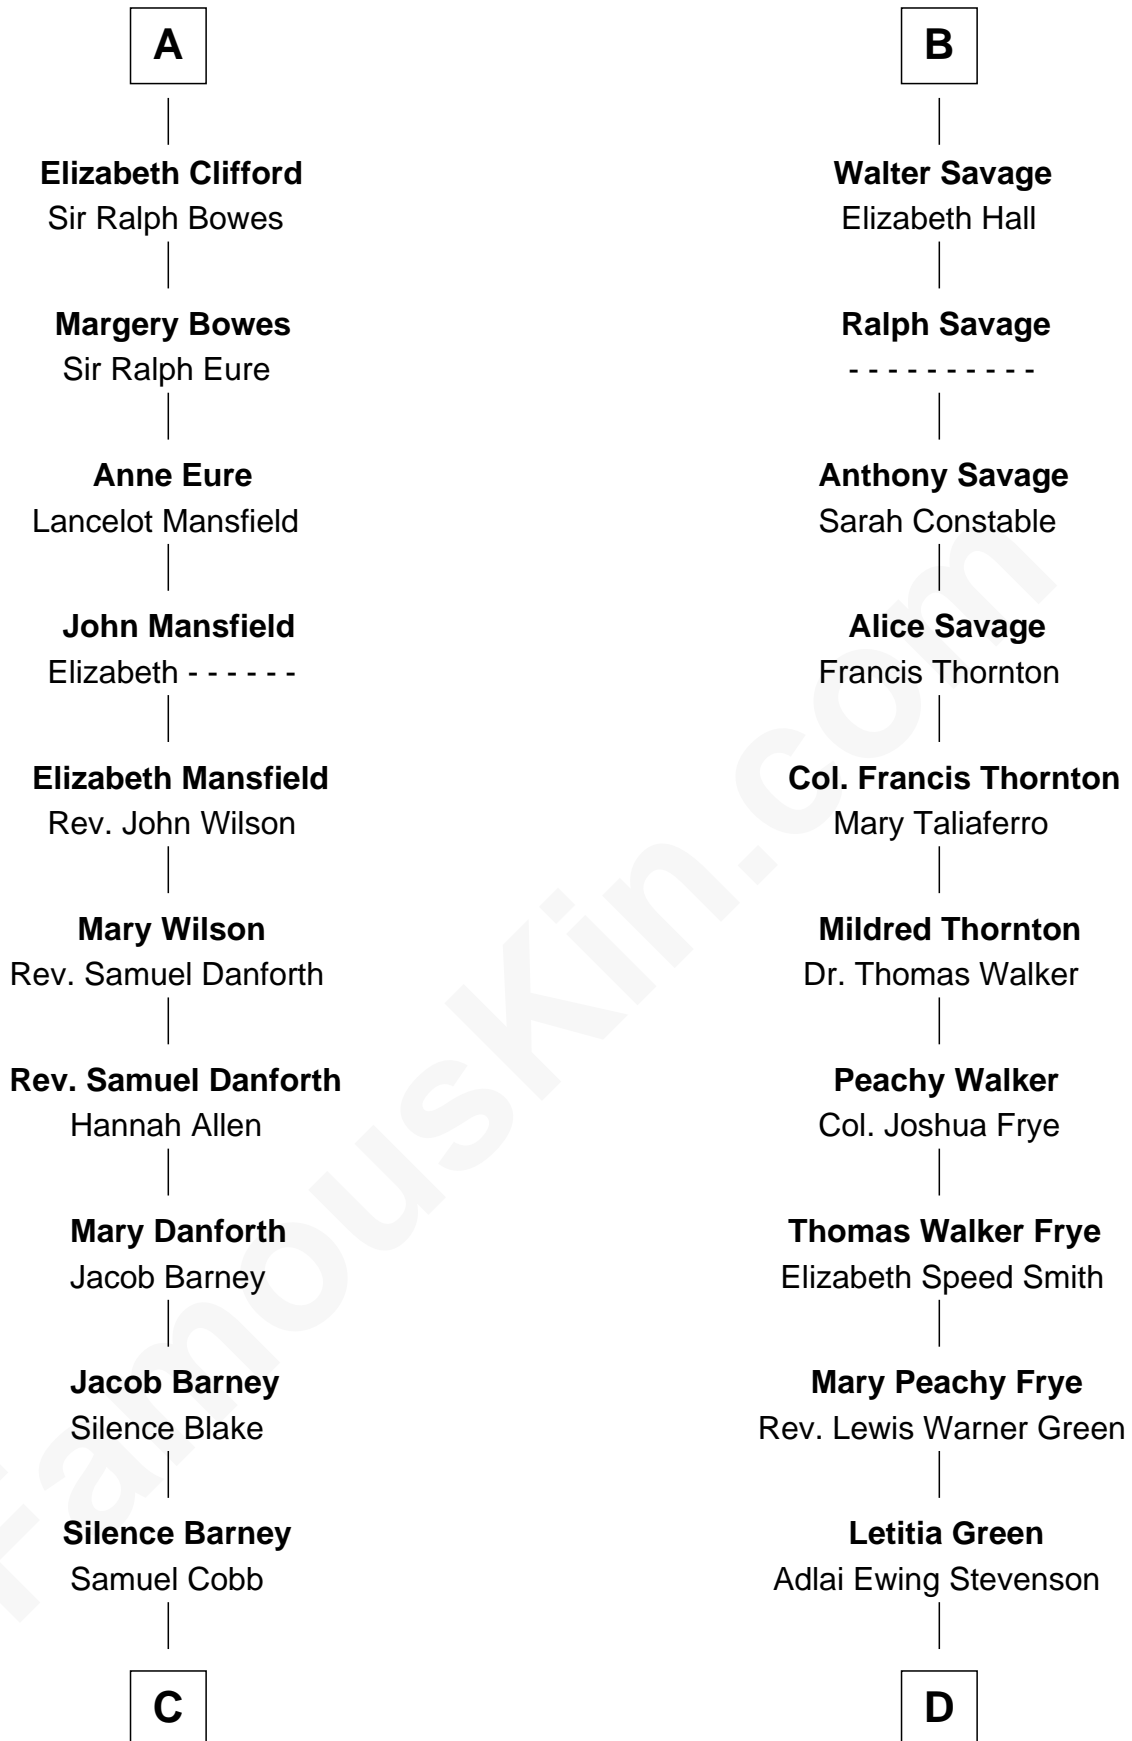 A
Elizabeth Clifford
Sir Ralph Bowes
Margery Bowes
Sir Ralph Eure
Anne Eure
Lancelot Mansfield
John Mansfield
Elizabeth - - - - - -
Elizabeth Mansfield
Rev. John Wilson
Mary Wilson
Rev. Samuel Danforth
Rev. Samuel Danforth
Hannah Allen
Mary Danforth
Jacob Barney
Jacob Barney
Silence Blake
Silence Barney
Samuel Cobb
C
B
Walter Savage
Elizabeth Hall
Ralph Savage
- - - - - - - - - -
Anthony Savage
Sarah Constable
Alice Savage
Francis Thornton
Col. Francis Thornton
Mary Taliaferro
Mildred Thornton
Dr. Thomas Walker
Peachy Walker
Col. Joshua Frye
Thomas Walker Frye
Elizabeth Speed Smith
Mary Peachy Frye
Rev. Lewis Warner Green
Letitia Green
Adlai Ewing Stevenson
D
FamousKin.com